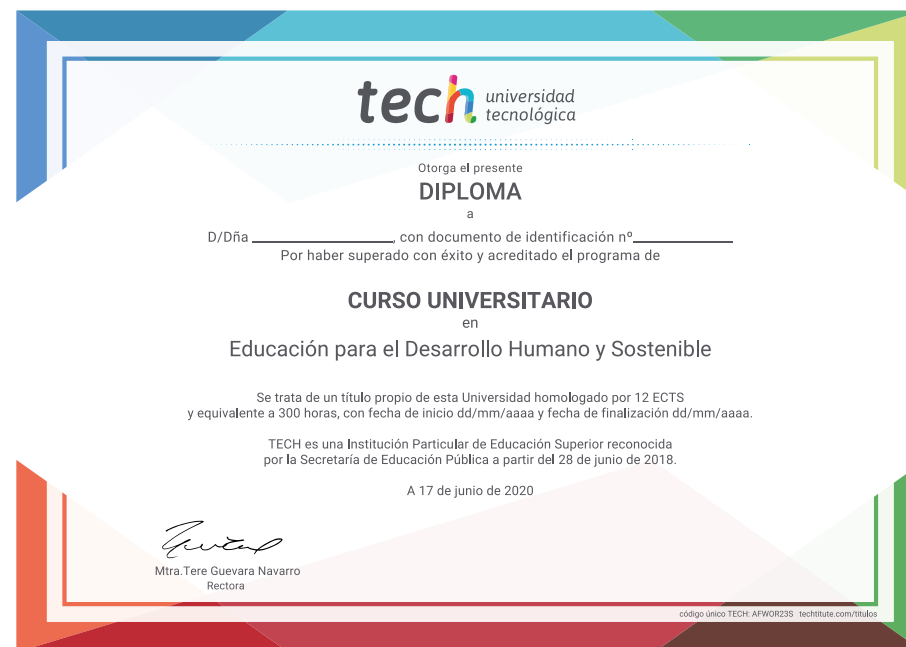 tech universidad
tecnológica
Otorga el presente
DIPLOMA
a
D/Dña ____________________, con documento de identificación nº______________
Por haber superado con éxito y acreditado el programa de
CURSO UNIVERSITARIO
en
Educación para el Desarrollo Humano y Sostenible
Se trata de un título propio de esta Universidad homologado por 12 ECTS
y equivalente a 300 horas, con fecha de inicio dd/mm/aaaa y fecha de finalización dd/mm/aaaa.
TECH es una Institución Particular de Educación Superior reconocida
por la Secretaría de Educación Pública a partir del 28 de junio de 2018.
A 17 de junio de 2020
Mtra.Tere Guevara Navarro
Rectora
código único TECH: AFWOR23S techtitute.com/titulos